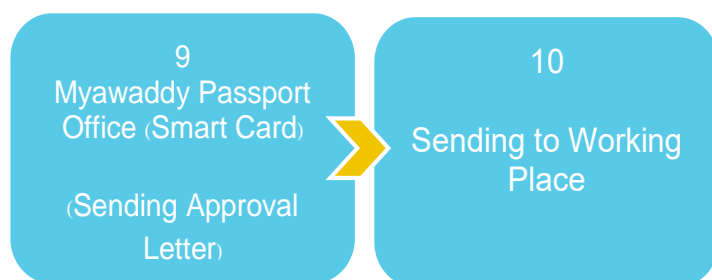 9
Myawaddy Passport
Office (Smart Card)
(Sending Approval
Letter)
10
Sending to Working
Place